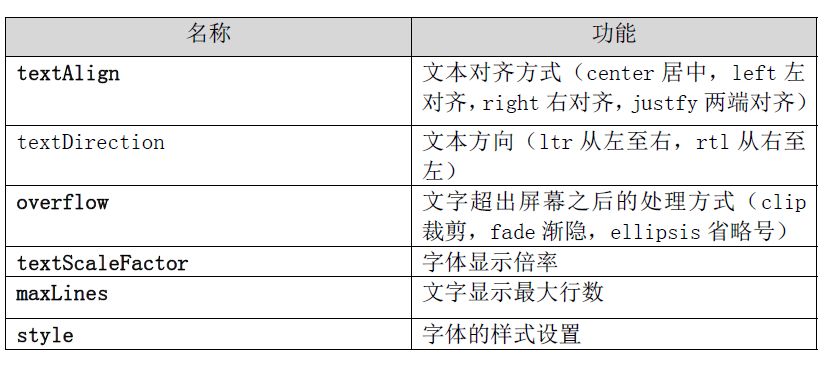 名称 功能
textAlign 文本对齐方式（center 居中，left 左
对齐，right 右对齐，justfy 两端对齐）
textDirection 文本方向（ltr 从左至右，rtl 从右至
左）
overflow 文字超出屏幕之后的处理方式（clip
裁剪，fade 渐隐，ellipsis 省略号）
textScaleFactor 字体显示倍率
maxLines 文字显示最大行数
style 字体的样式设置